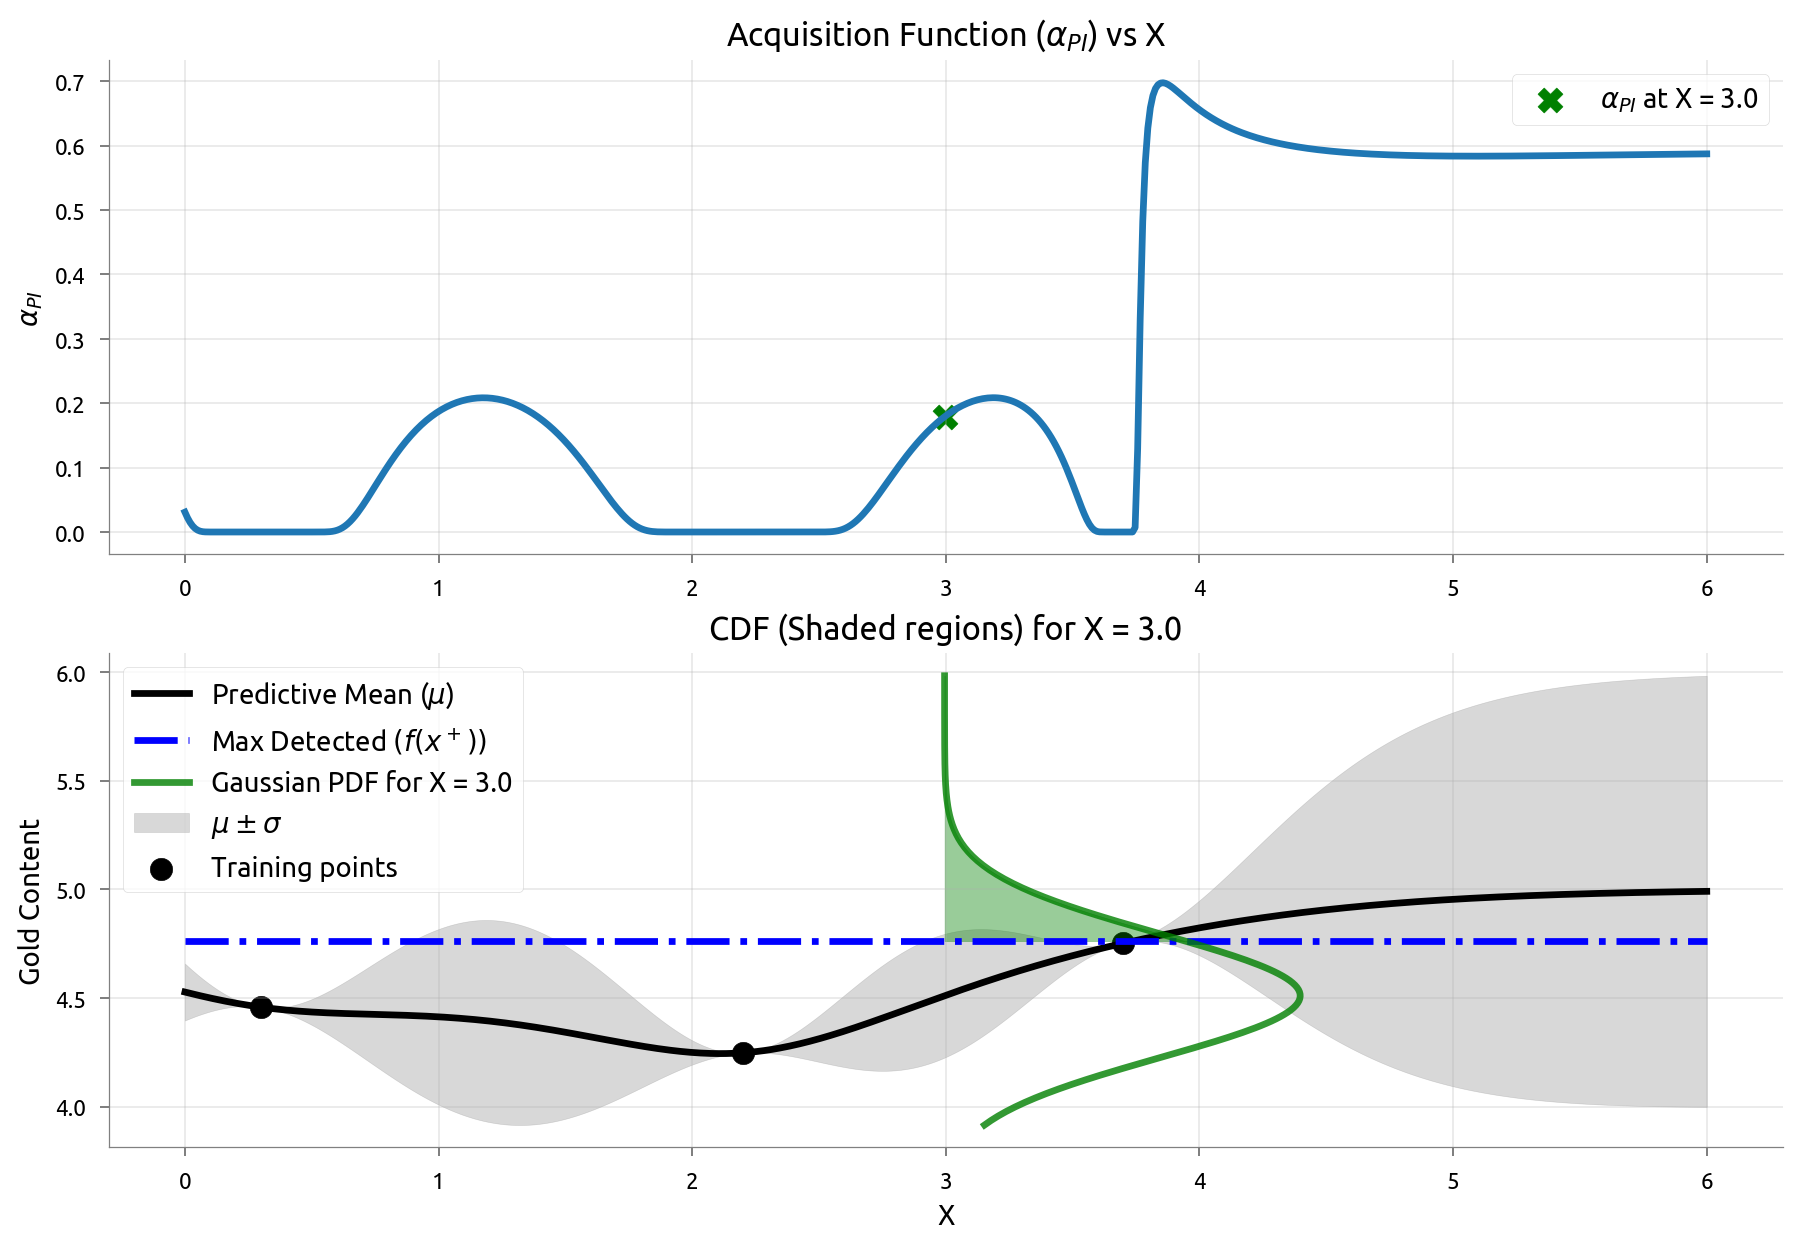 Acquisition Function (α_PI) vs X
α_PI at X = 3.0
α_PI
0.7
0.6
0.5
0.4
0.3
0.2
0.1
0.0
0 1 2 3 4 5 6
CDF (Shaded regions) for X = 3.0
Predictive Mean (μ)
Max Detected (f(x⁺))
Gaussian PDF for X = 3.0
μ ± σ
Training points
Gold Content
6.0
5.5
5.0
4.5
4.0
0 1 2 3 4 5 6
X